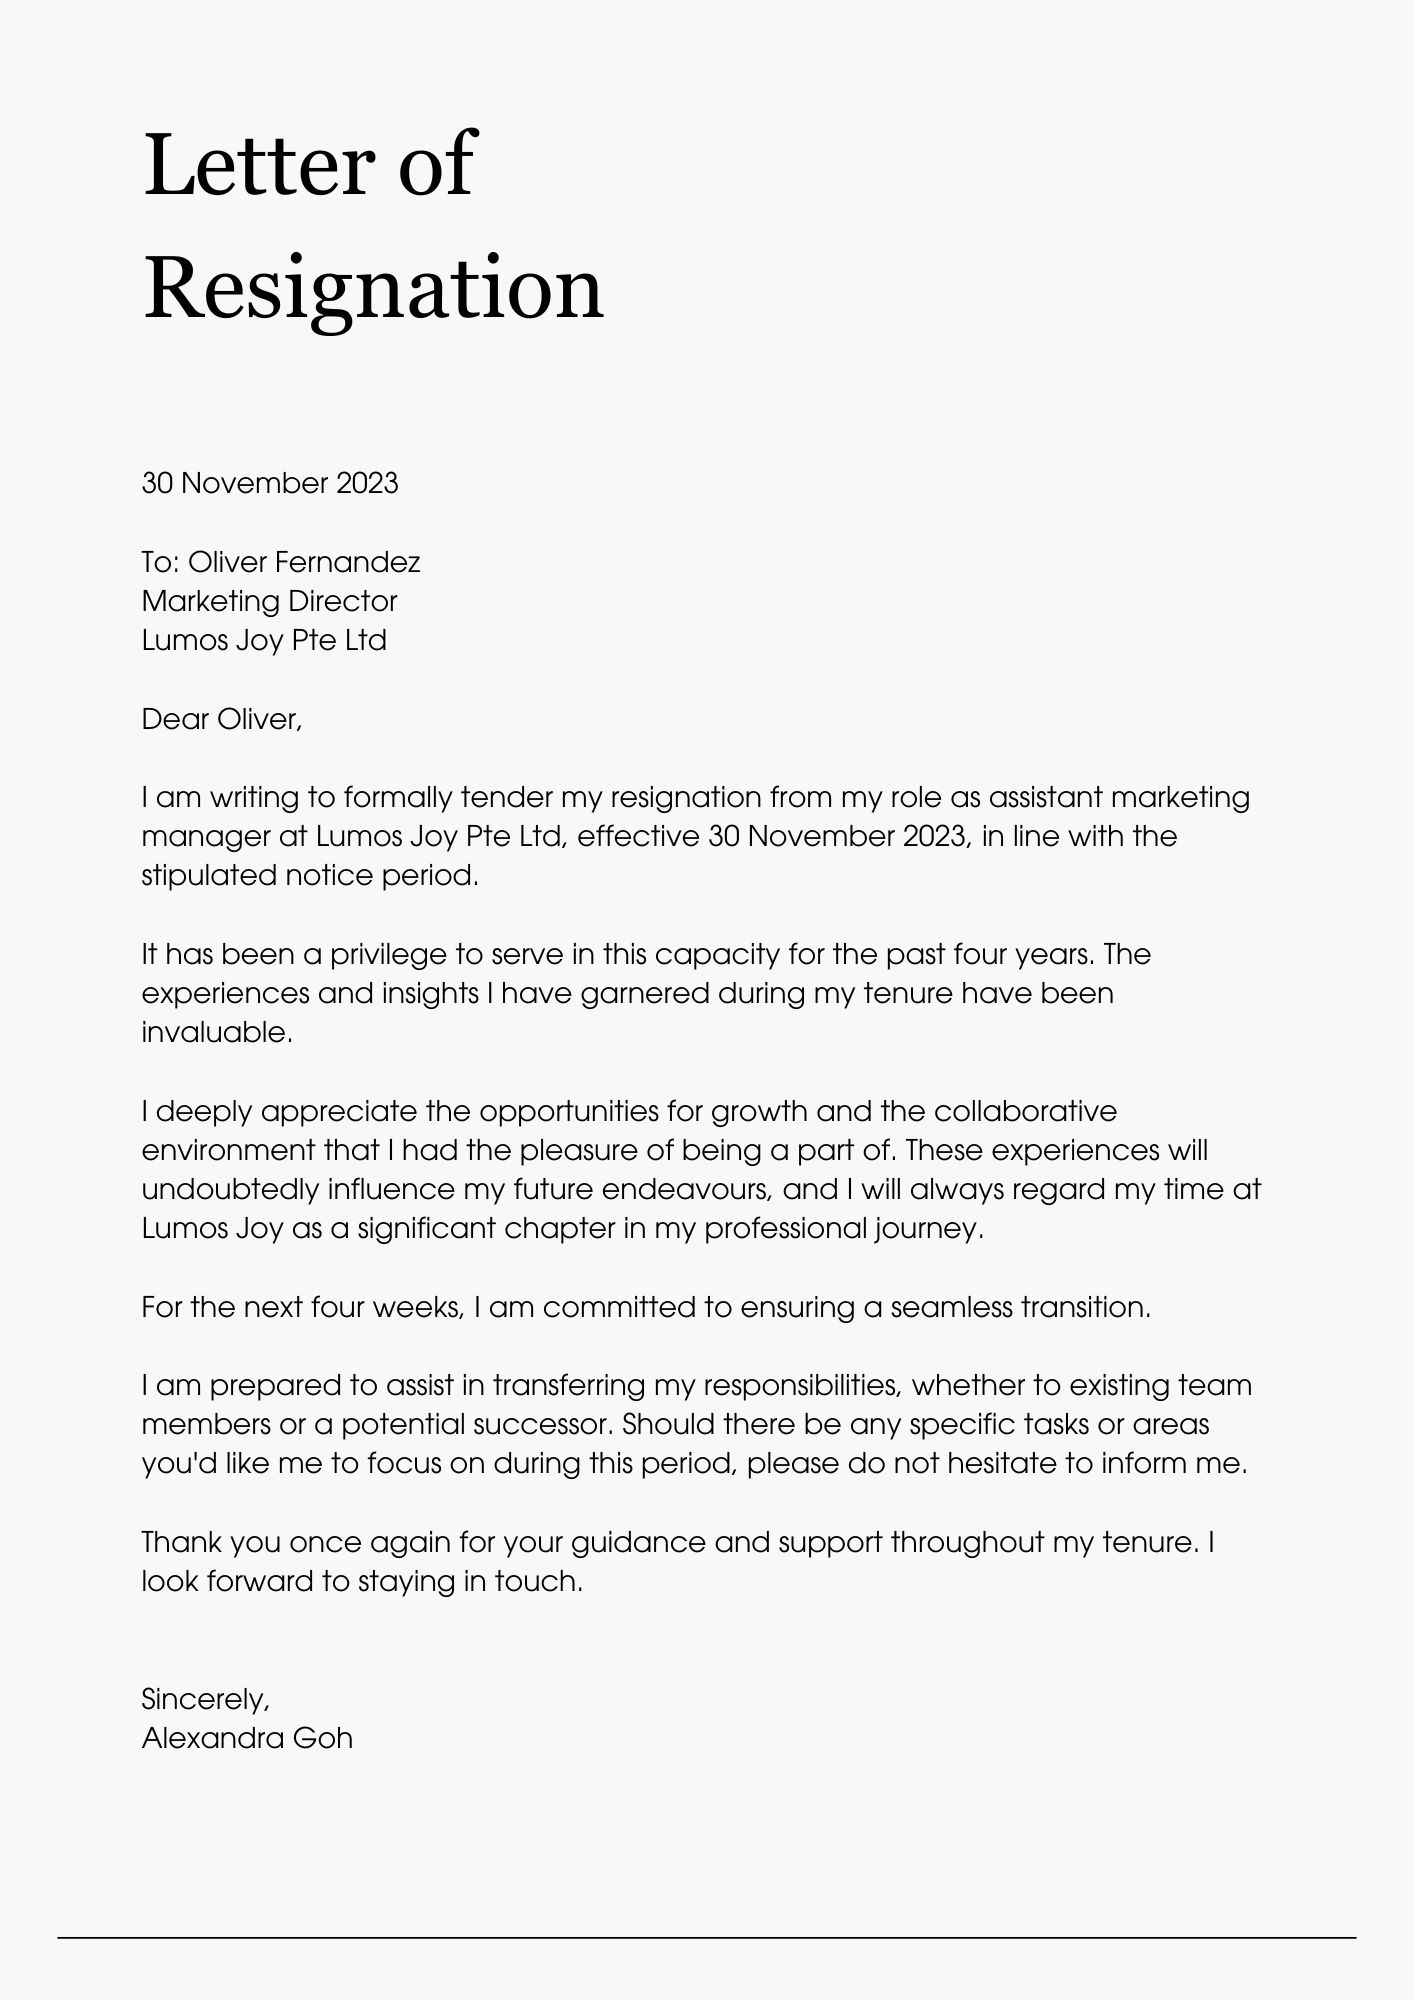 Letter of
Resignation
30 November 2023
To: Oliver Fernandez
Marketing Director
Lumos Joy Pte Ltd
Dear Oliver,
I am writing to formally tender my resignation from my role as assistant marketing
manager at Lumos Joy Pte Ltd, effective 30 November 2023, in line with the
stipulated notice period.
It has been a privilege to serve in this capacity for the past four years. The
experiences and insights I have garnered during my tenure have been
invaluable.
I deeply appreciate the opportunities for growth and the collaborative
environment that I had the pleasure of being a part of. These experiences will
undoubtedly influence my future endeavours, and I will always regard my time at
Lumos Joy as a significant chapter in my professional journey.
For the next four weeks, I am committed to ensuring a seamless transition.
I am prepared to assist in transferring my responsibilities, whether to existing team
members or a potential successor. Should there be any specific tasks or areas
you'd like me to focus on during this period, please do not hesitate to inform me.
Thank you once again for your guidance and support throughout my tenure. I
look forward to staying in touch.
Sincerely,
Alexandra Goh